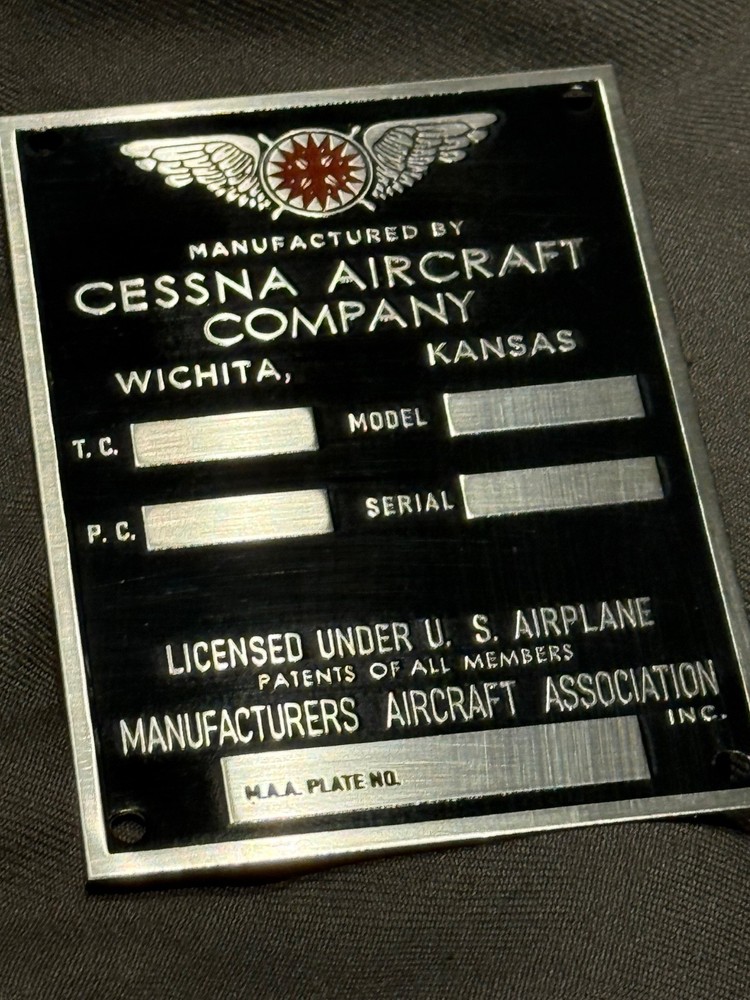 MANUFACTURED BY
CESSNA AIRCRAFT
COMPANY
WICHITA, KANSAS
T. C. MODEL
P. C. SERIAL
LICENSED UNDER U. S. AIRPLANE
PATENTS OF ALL MEMBERS
MANUFACTURERS AIRCRAFT ASSOCIATION
INC.
M.A.A. PLATE NO.